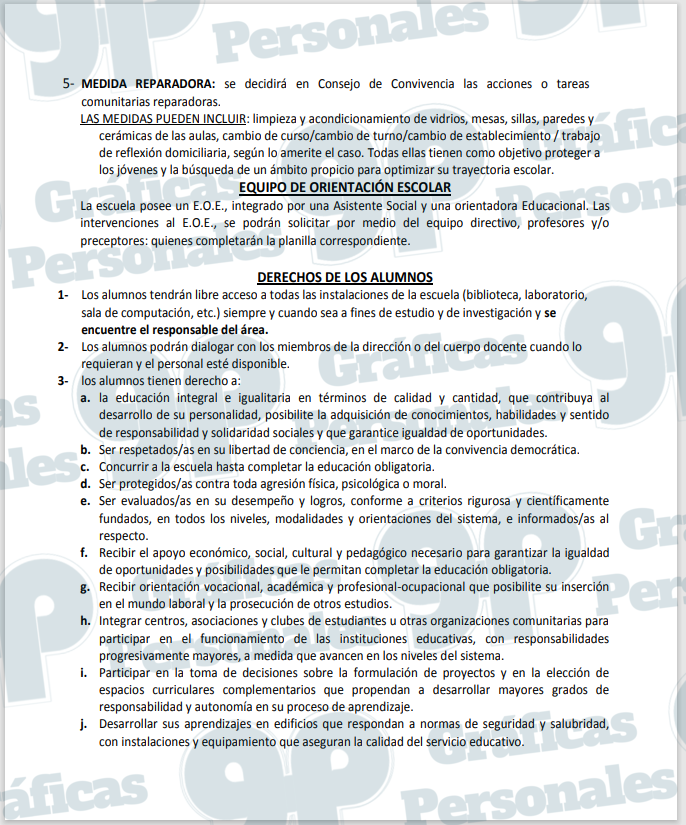 gp Personales
5- MEDIDA REPARADORA: se decidirá en Consejo de Convivencia las acciones o tareas
comunitarias reparadoras.
LAS MEDIDAS PUEDEN INCLUIR: limpieza y acondicionamiento de vidrios, mesas, sillas, paredes y
cerámicas de las aulas, cambio de curso/cambio de turno/cambio de establecimiento / trabajo
de reflexión domiciliaria, según lo amerite el caso. Todas ellas tienen como objetivo proteger a
los jóvenes y la búsqueda de un ámbito propicio para optimizar su trayectoria escolar.
EQUIPO DE ORIENTACIÓN ESCOLAR
La escuela posee un E.O.E., integrado por una Asistente Social y una orientadora Educacional. Las
intervenciones al E.O.E., se podrán solicitar por medio del equipo directivo, profesores y/o
preceptores: quienes completarán la planilla correspondiente.
DERECHOS DE LOS ALUMNOS
1- Los alumnos tendrán libre acceso a todas las instalaciones de la escuela (biblioteca, laboratorio,
sala de computación, etc.) siempre y cuando sea a fines de estudio y de investigación y se
encuentre el responsable del área.
2- Los alumnos podrán dialogar con los miembros de la dirección o del cuerpo docente cuando lo
requieran y el personal esté disponible.
3- los alumnos tienen derecho a:
a. la educación integral e igualitaria en términos de calidad y cantidad, que contribuya al
desarrollo de su personalidad, posibilite la adquisición de conocimientos, habilidades y sentido
de responsabilidad y solidaridad sociales y que garantice igualdad de oportunidades.
b. Ser respetados/as en su libertad de conciencia, en el marco de la convivencia democrática.
c. Concurrir a la escuela hasta completar la educación obligatoria.
d. Ser protegidos/as contra toda agresión física, psicológica o moral.
e. Ser evaluados/as en su desempeño y logros, conforme a criterios rigurosa y científicamente
fundados, en todos los niveles, modalidades y orientaciones del sistema, e informados/as al
respecto.
f. Recibir el apoyo económico, social, cultural y pedagógico necesario para garantizar la igualdad
de oportunidades y posibilidades que le permitan completar la educación obligatoria.
g. Recibir orientación vocacional, académica y profesional-ocupacional que posibilite su inserción
en el mundo laboral y la prosecución de otros estudios.
h. Integrar centros, asociaciones y clubes de estudiantes u otras organizaciones comunitarias para
participar en el funcionamiento de las instituciones educativas, con responsabilidades
progresivamente mayores, a medida que avancen en los niveles del sistema.
i. Participar en la toma de decisiones sobre la formulación de proyectos y en la elección de
espacios curriculares complementarios que propendan a desarrollar mayores grados de
responsabilidad y autonomía en su proceso de aprendizaje.
j. Desarrollar sus aprendizajes en edificios que respondan a normas de seguridad y salubridad,
con instalaciones y equipamiento que aseguran la calidad del servicio educativo.
Gráficas
Personales